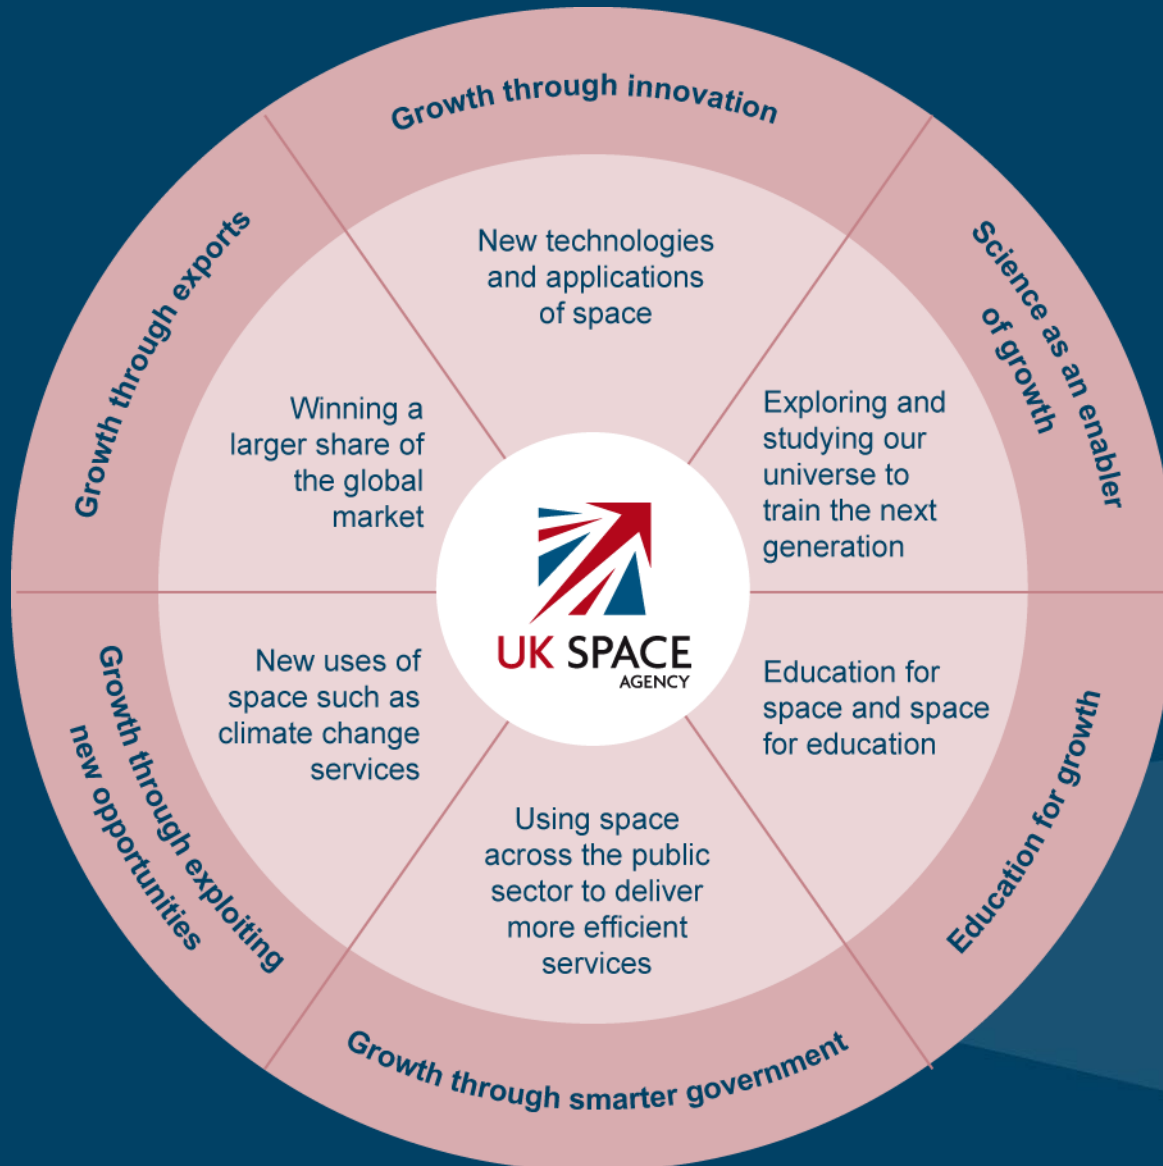 Growth through innovation
New technologies
and applications
of space
Science as an enabler
of growth
Exploring and
studying our
universe to
train the next
generation
Education for growth
Education for
space and space
for education
Growth through smarter government
Using space
across the public
sector to deliver
more efficient
services
Growth through exploiting
new opportunities
New uses of
space such as
climate change
services
Growth through exports
Winning a
larger share of
the global
market
UK SPACE
AGENCY